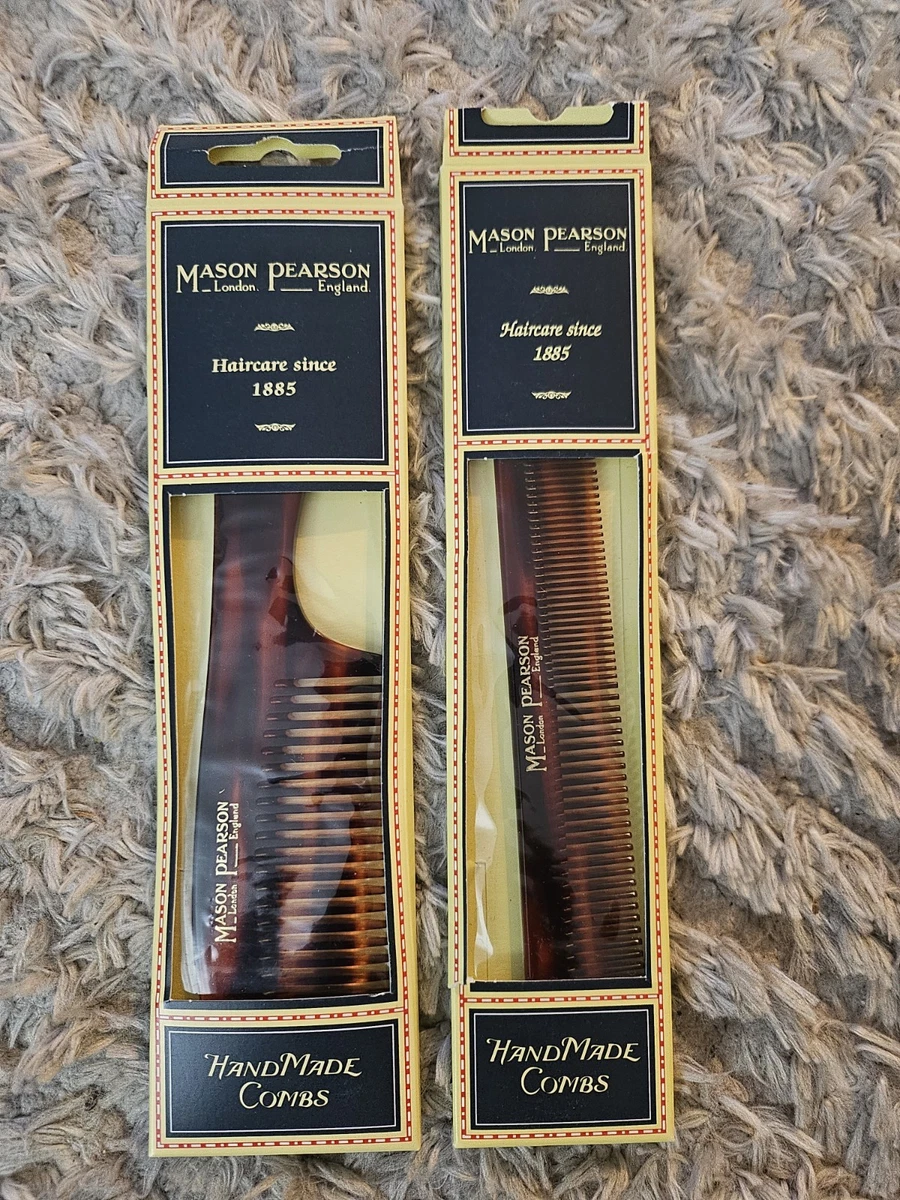 MASON PEARSON
London. England.
Haircare since
1885
MASON PEARSON
London England
HANDMADE
COMBS
MASON PEARSON
London. England.
Haircare since
1885
MASON PEARSON
London England
HANDMADE
COMBS